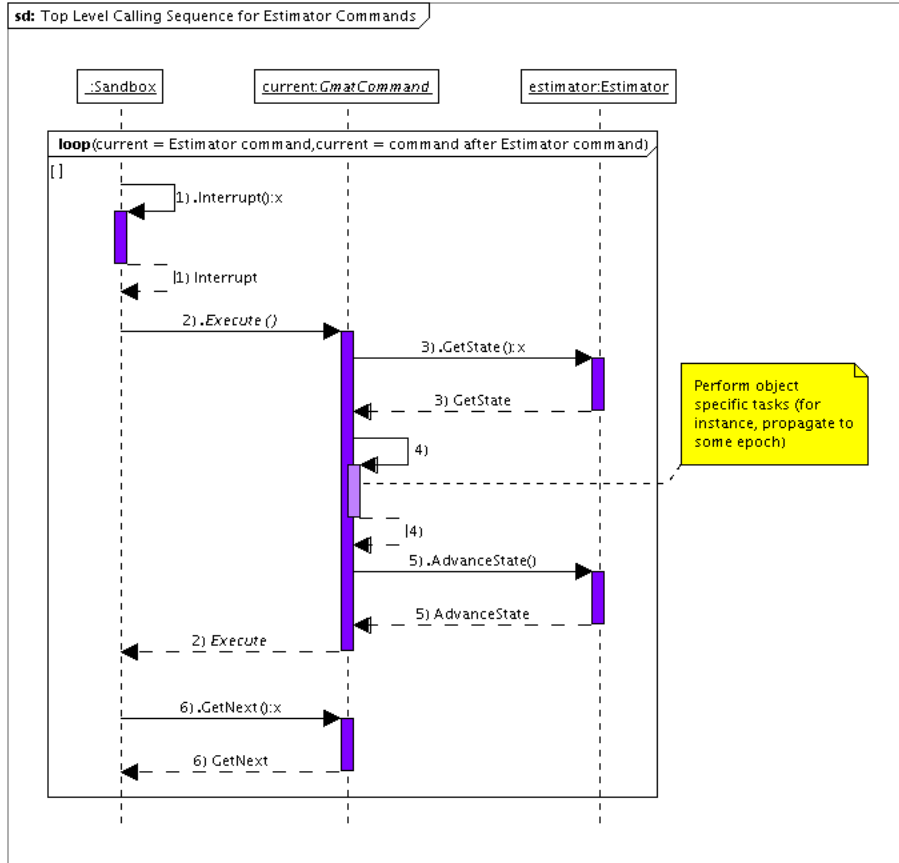 sd: Top Level Calling Sequence for Estimator Commands
_:Sandbox
current:GmatCommand
estimator:Estimator
loop(current = Estimator command,current = command after Estimator command)
[ ]
1) .Interrupt():x
1) Interrupt
2) .Execute ()
3) .GetState():x
3) GetState
Perform object
specific tasks (for
instance, propagate to
some epoch)
4)
4)
5) .AdvanceState()
5) AdvanceState
2) Execute
6) .GetNext():x
6) GetNext